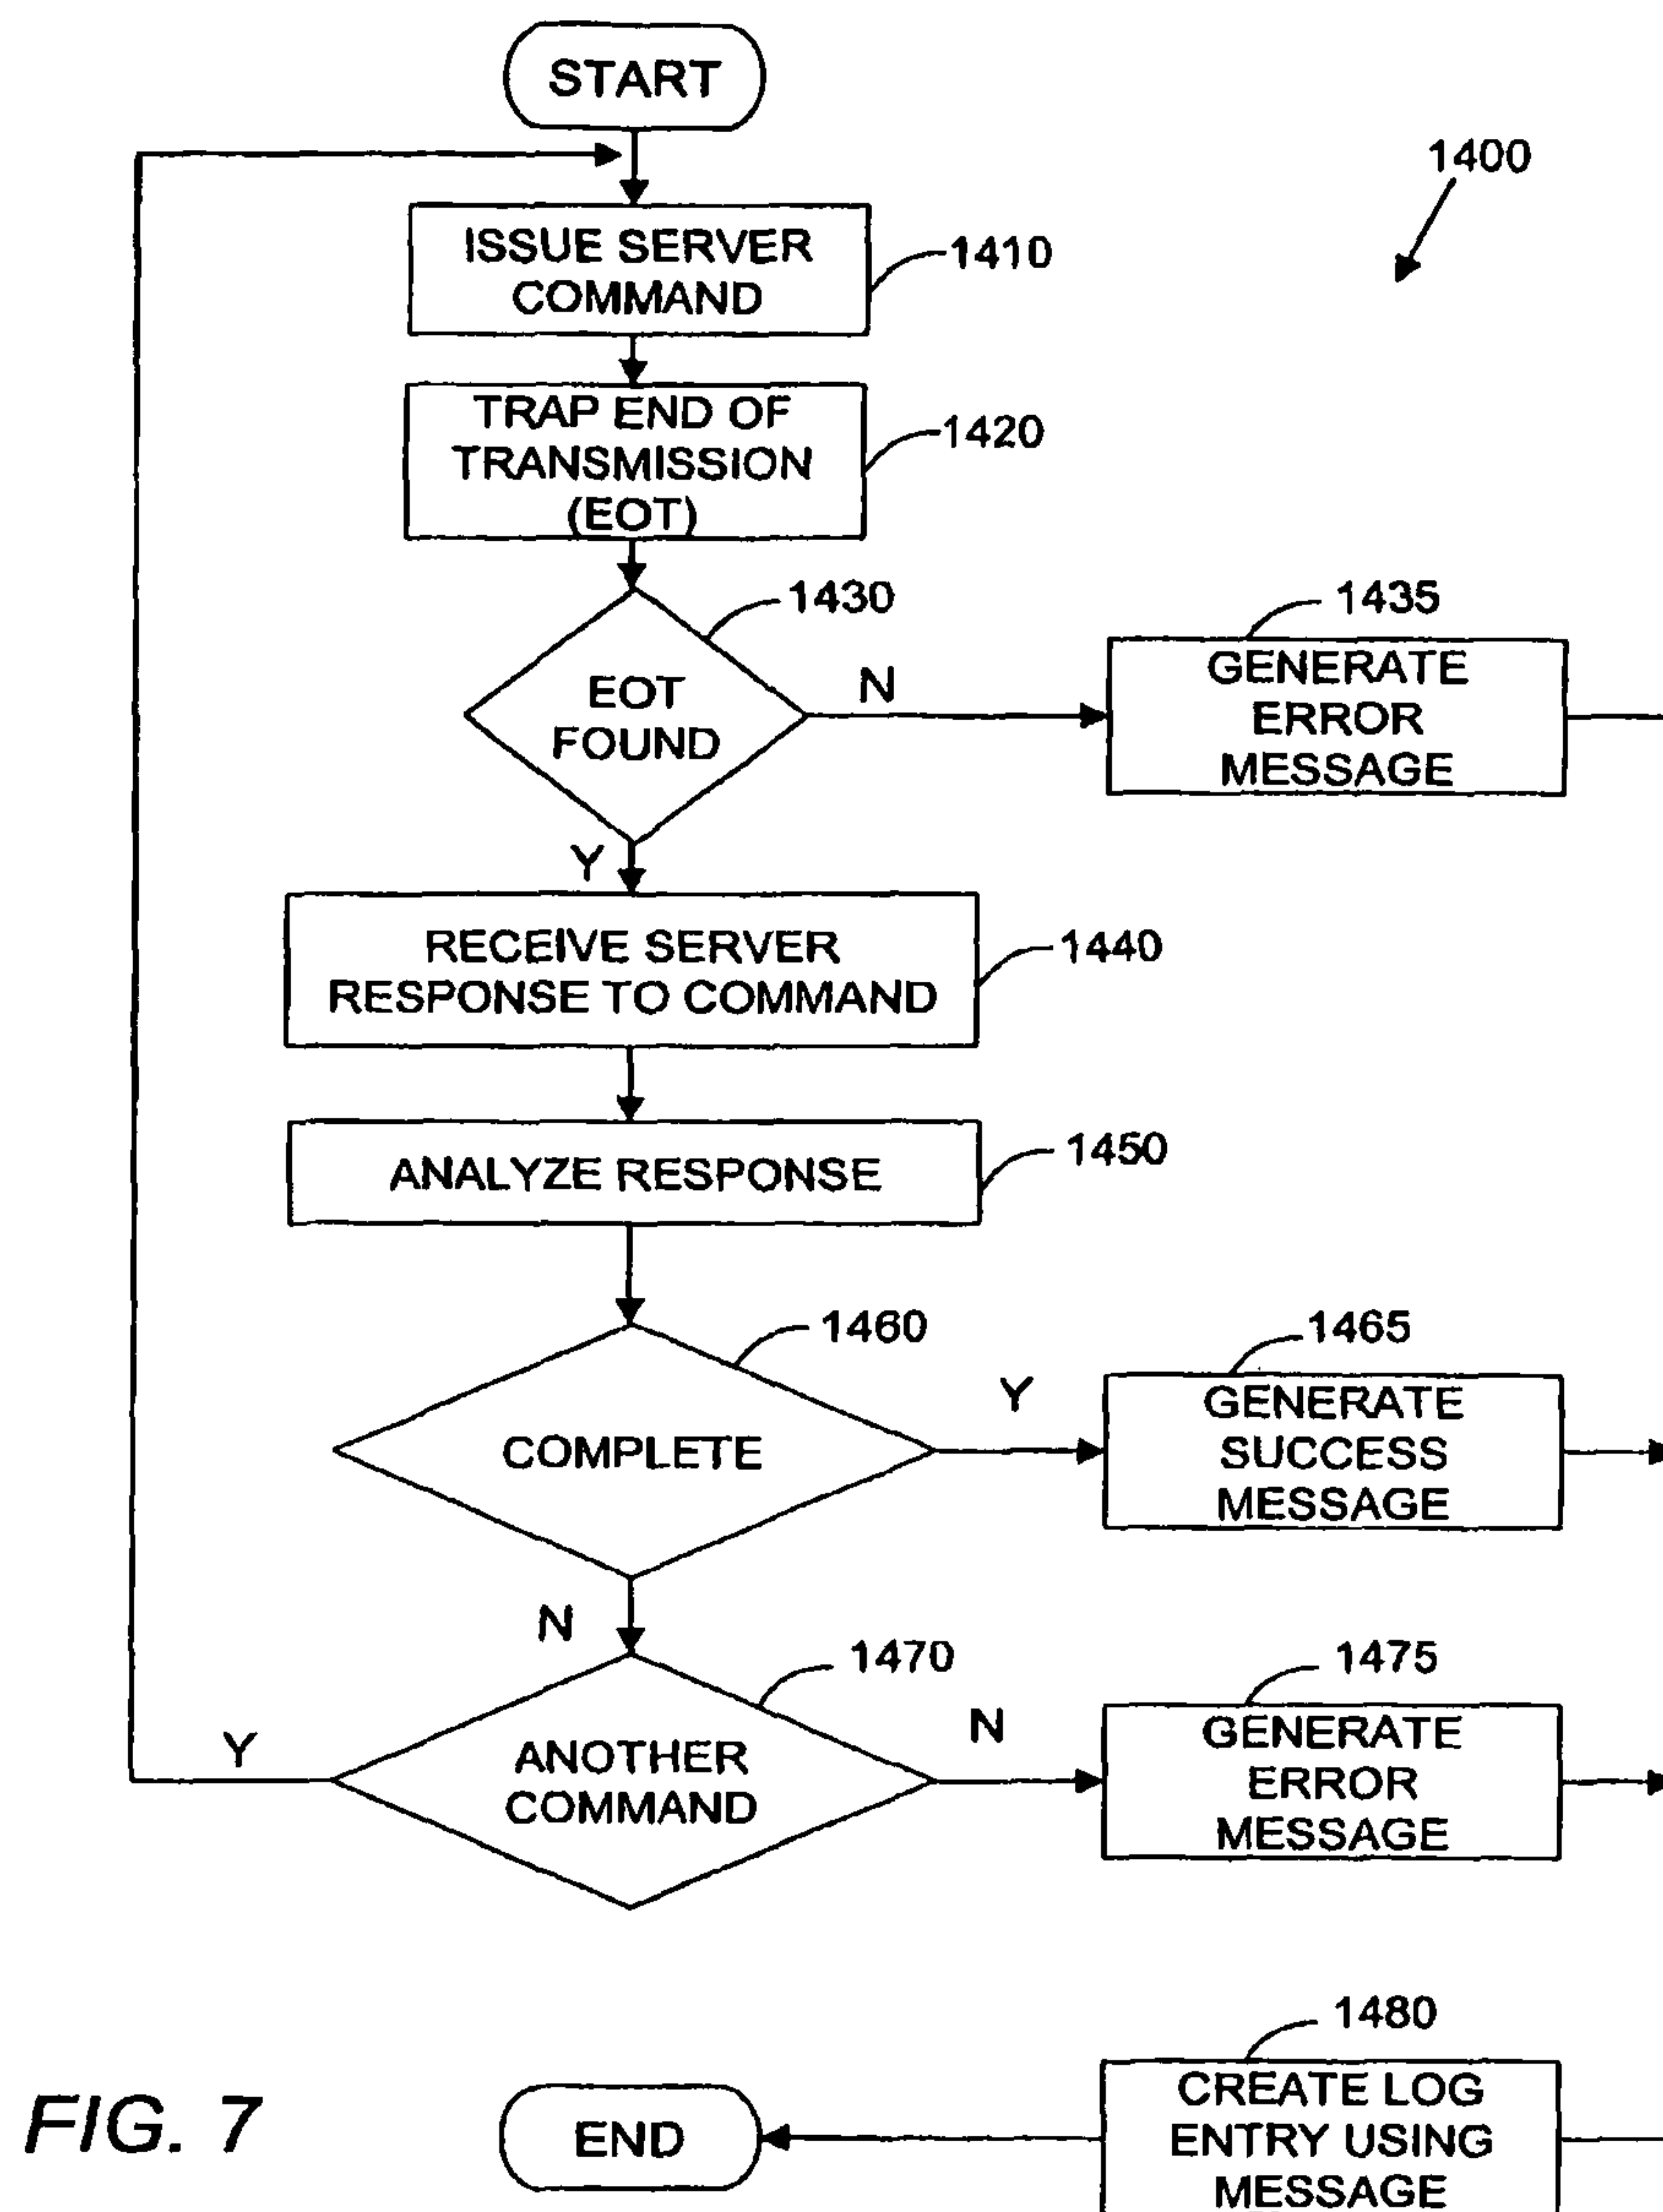 START
1400
ISSUE SERVER
COMMAND
1410
TRAP END OF
TRANSMISSION
(EOT)
1420
1430
EOT
FOUND
N
1435
GENERATE
ERROR
MESSAGE
Y
RECEIVE SERVER
RESPONSE TO COMMAND
1440
ANALYZE RESPONSE
1450
1460
COMPLETE
Y
1465
GENERATE
SUCCESS
MESSAGE
N
1470
Y
ANOTHER
COMMAND
N
1475
GENERATE
ERROR
MESSAGE
1480
CREATE LOG
ENTRY USING
MESSAGE
END
FIG. 7